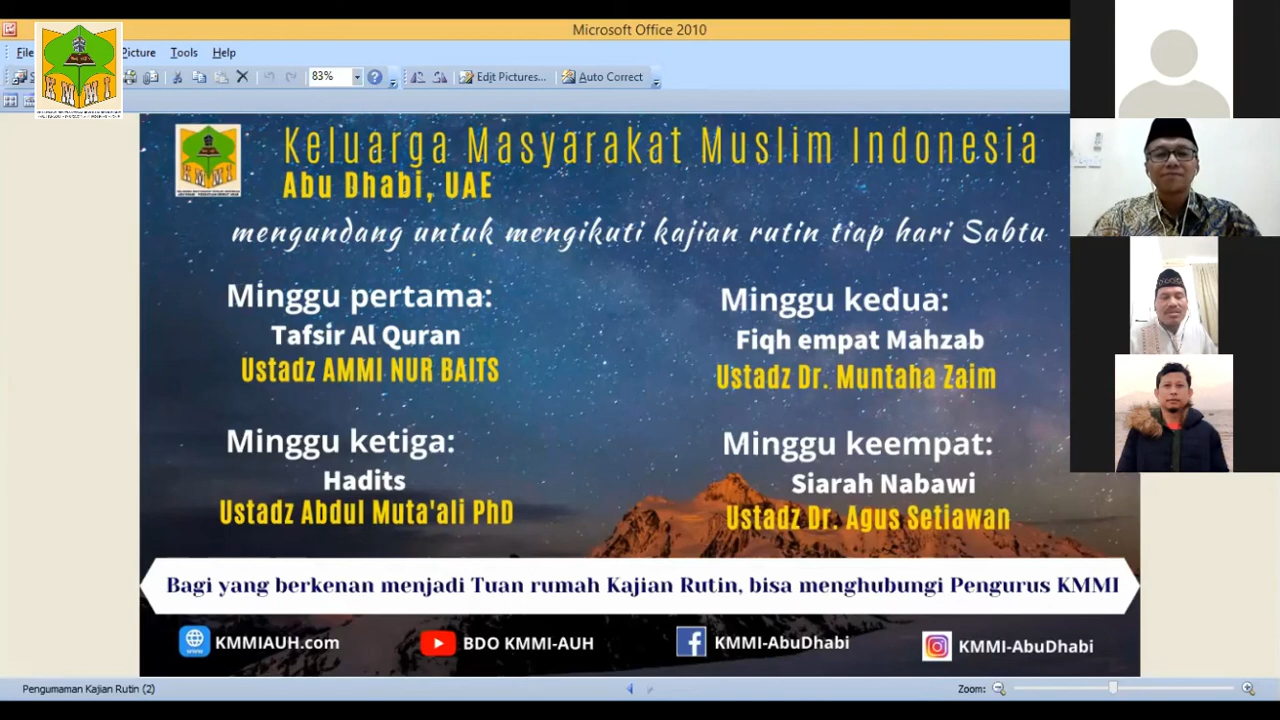 Microsoft Office 2010
File
Picture
Tools
Help
83%
Edit Pictures...
Auto Correct
KMMI
KMMI
Keluarga Masyarakat Muslim Indonesia
Abu Dhabi, UAE
mengundang untuk mengikuti kajian rutin tiap hari Sabtu
Minggu pertama:
Tafsir Al Quran
Ustadz AMMI NUR BAITS
Minggu kedua:
Fiqh empat Mahzab
Ustadz Dr. Muntaha Zaim
Minggu ketiga:
Hadits
Ustadz Abdul Muta'ali PhD
Minggu keempat:
Siarah Nabawi
Ustadz Dr. Agus Setiawan
Bagi yang berkenan menjadi Tuan rumah Kajian Rutin, bisa menghubungi Pengurus KMMI
www
KMMIAUH.com
BDO KMMI-AUH
KMMI-AbuDhabi
KMMI-AbuDhabi
Pengumaman Kajian Rutin (2)
Zoom: